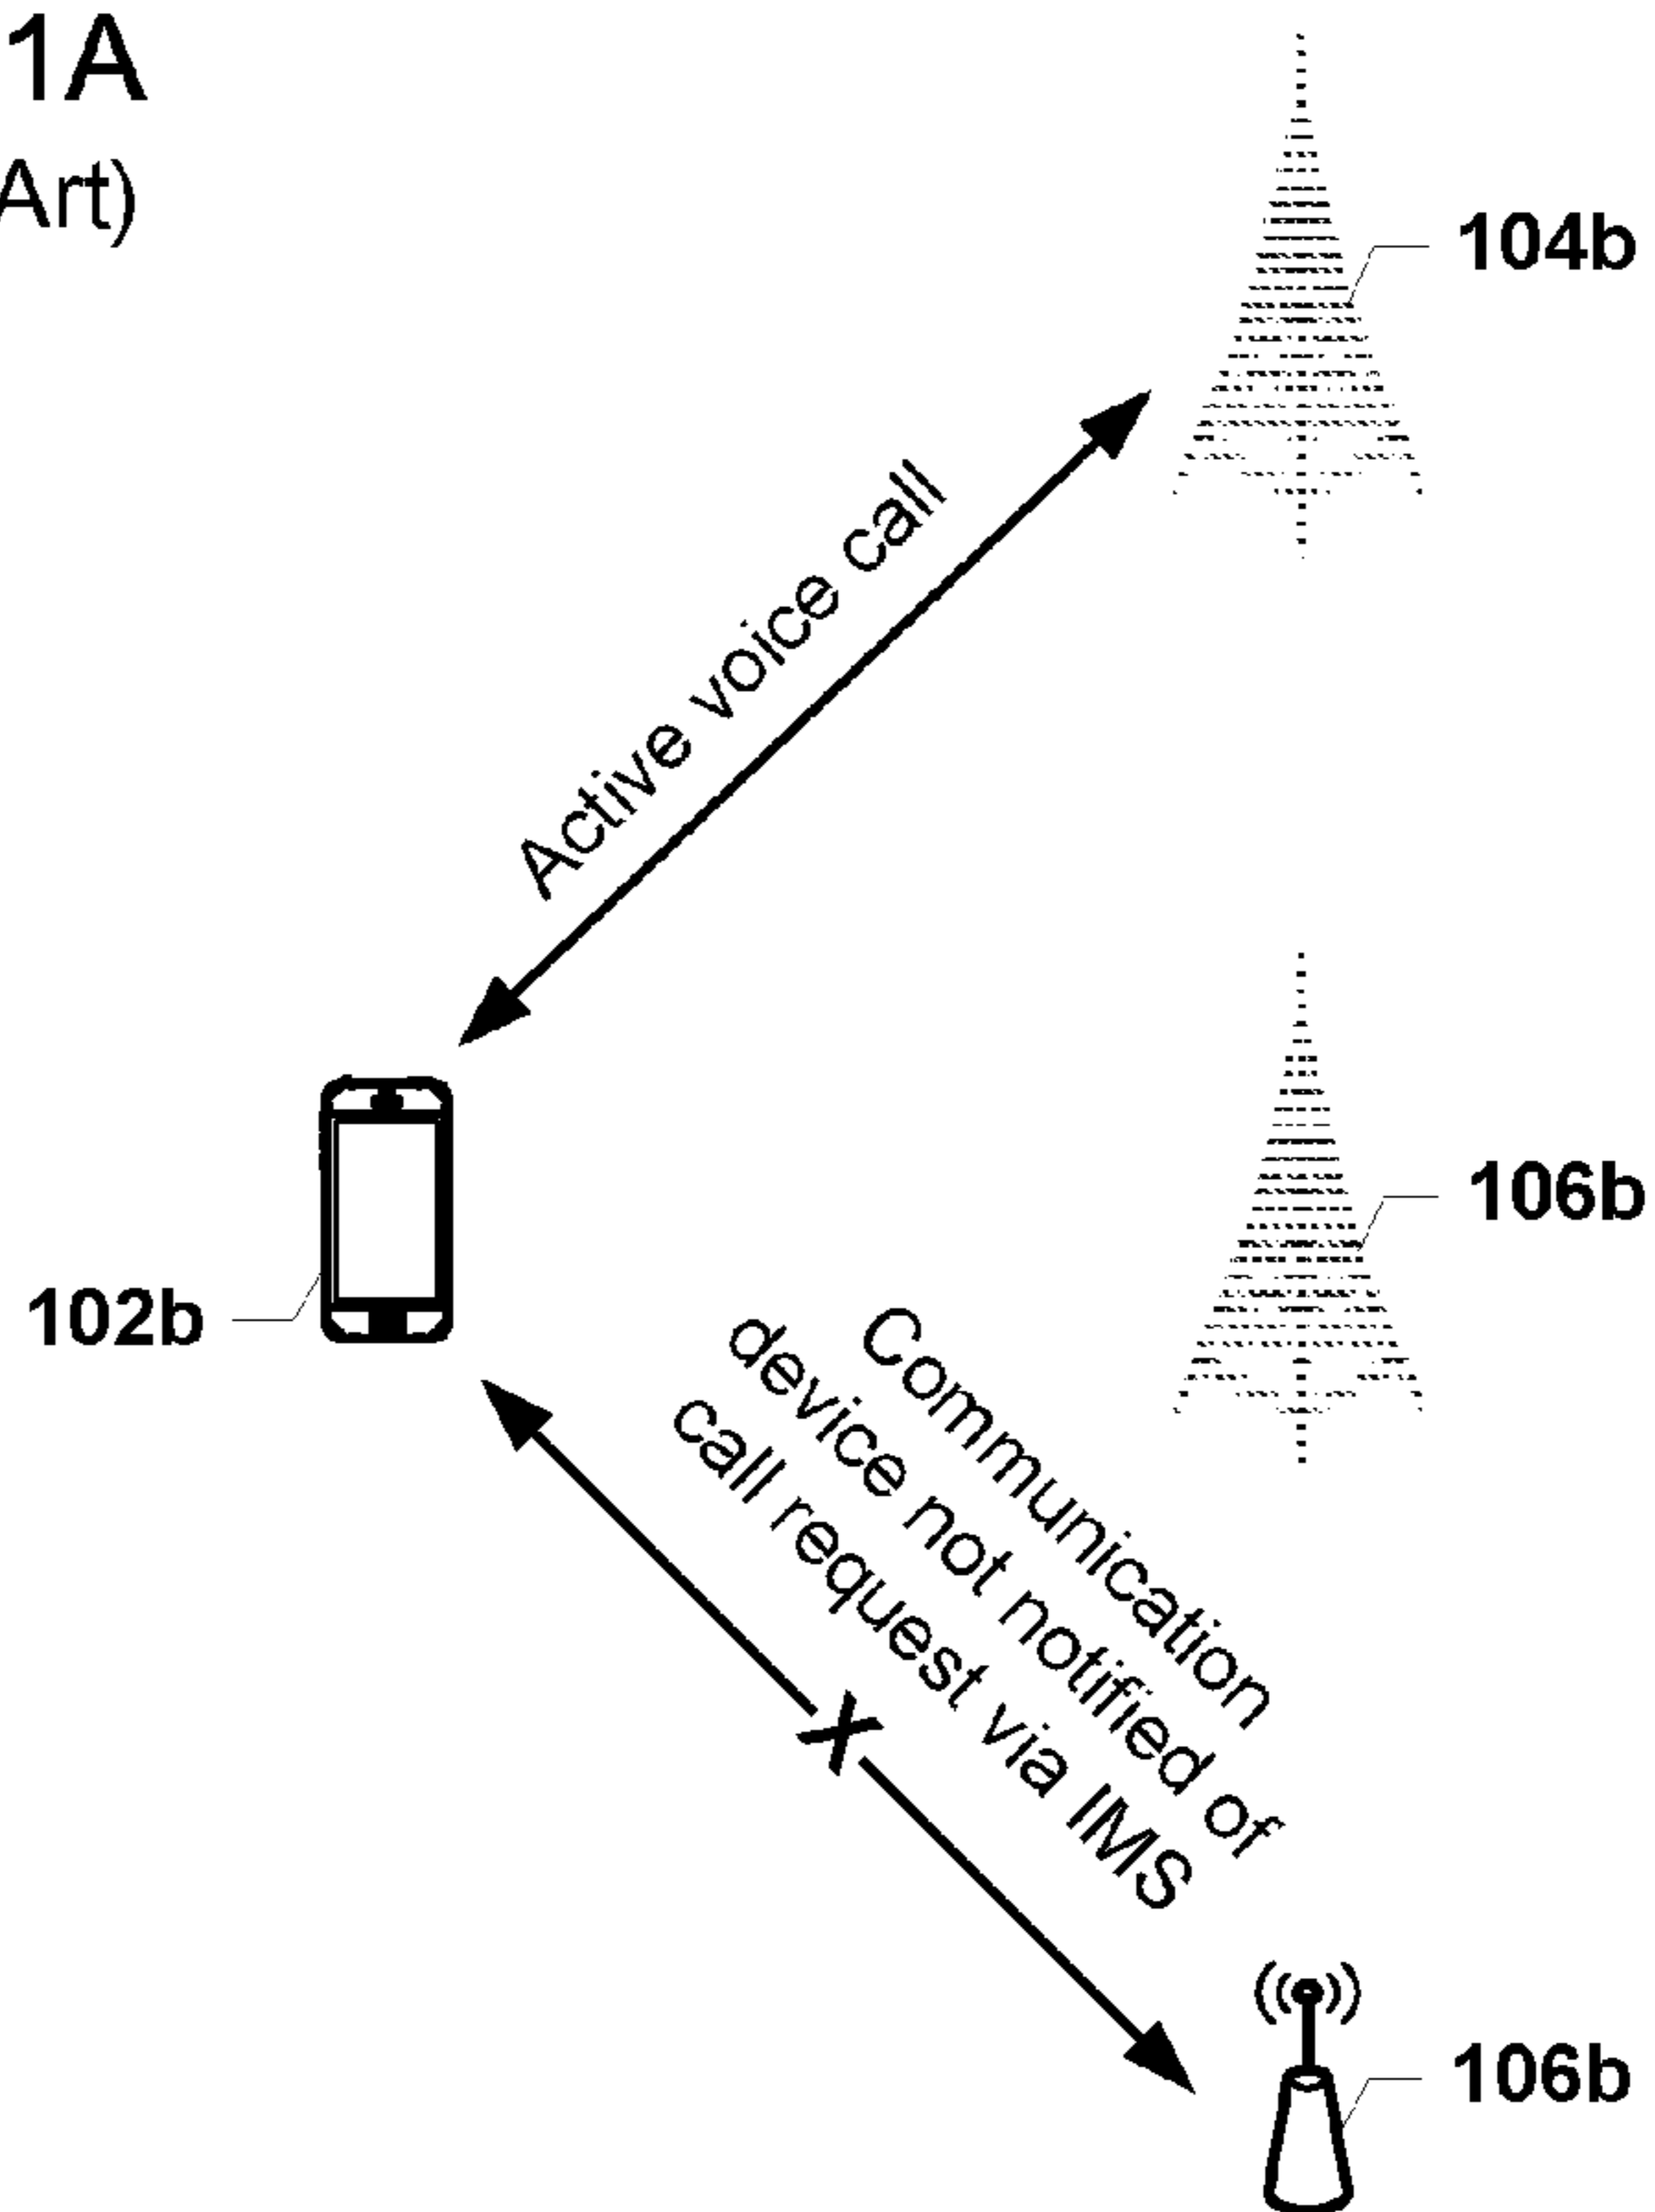 1A
Art)
104b
Active voice call
106b
102b
Communication
device not notified of
call request via IMS
X
106b